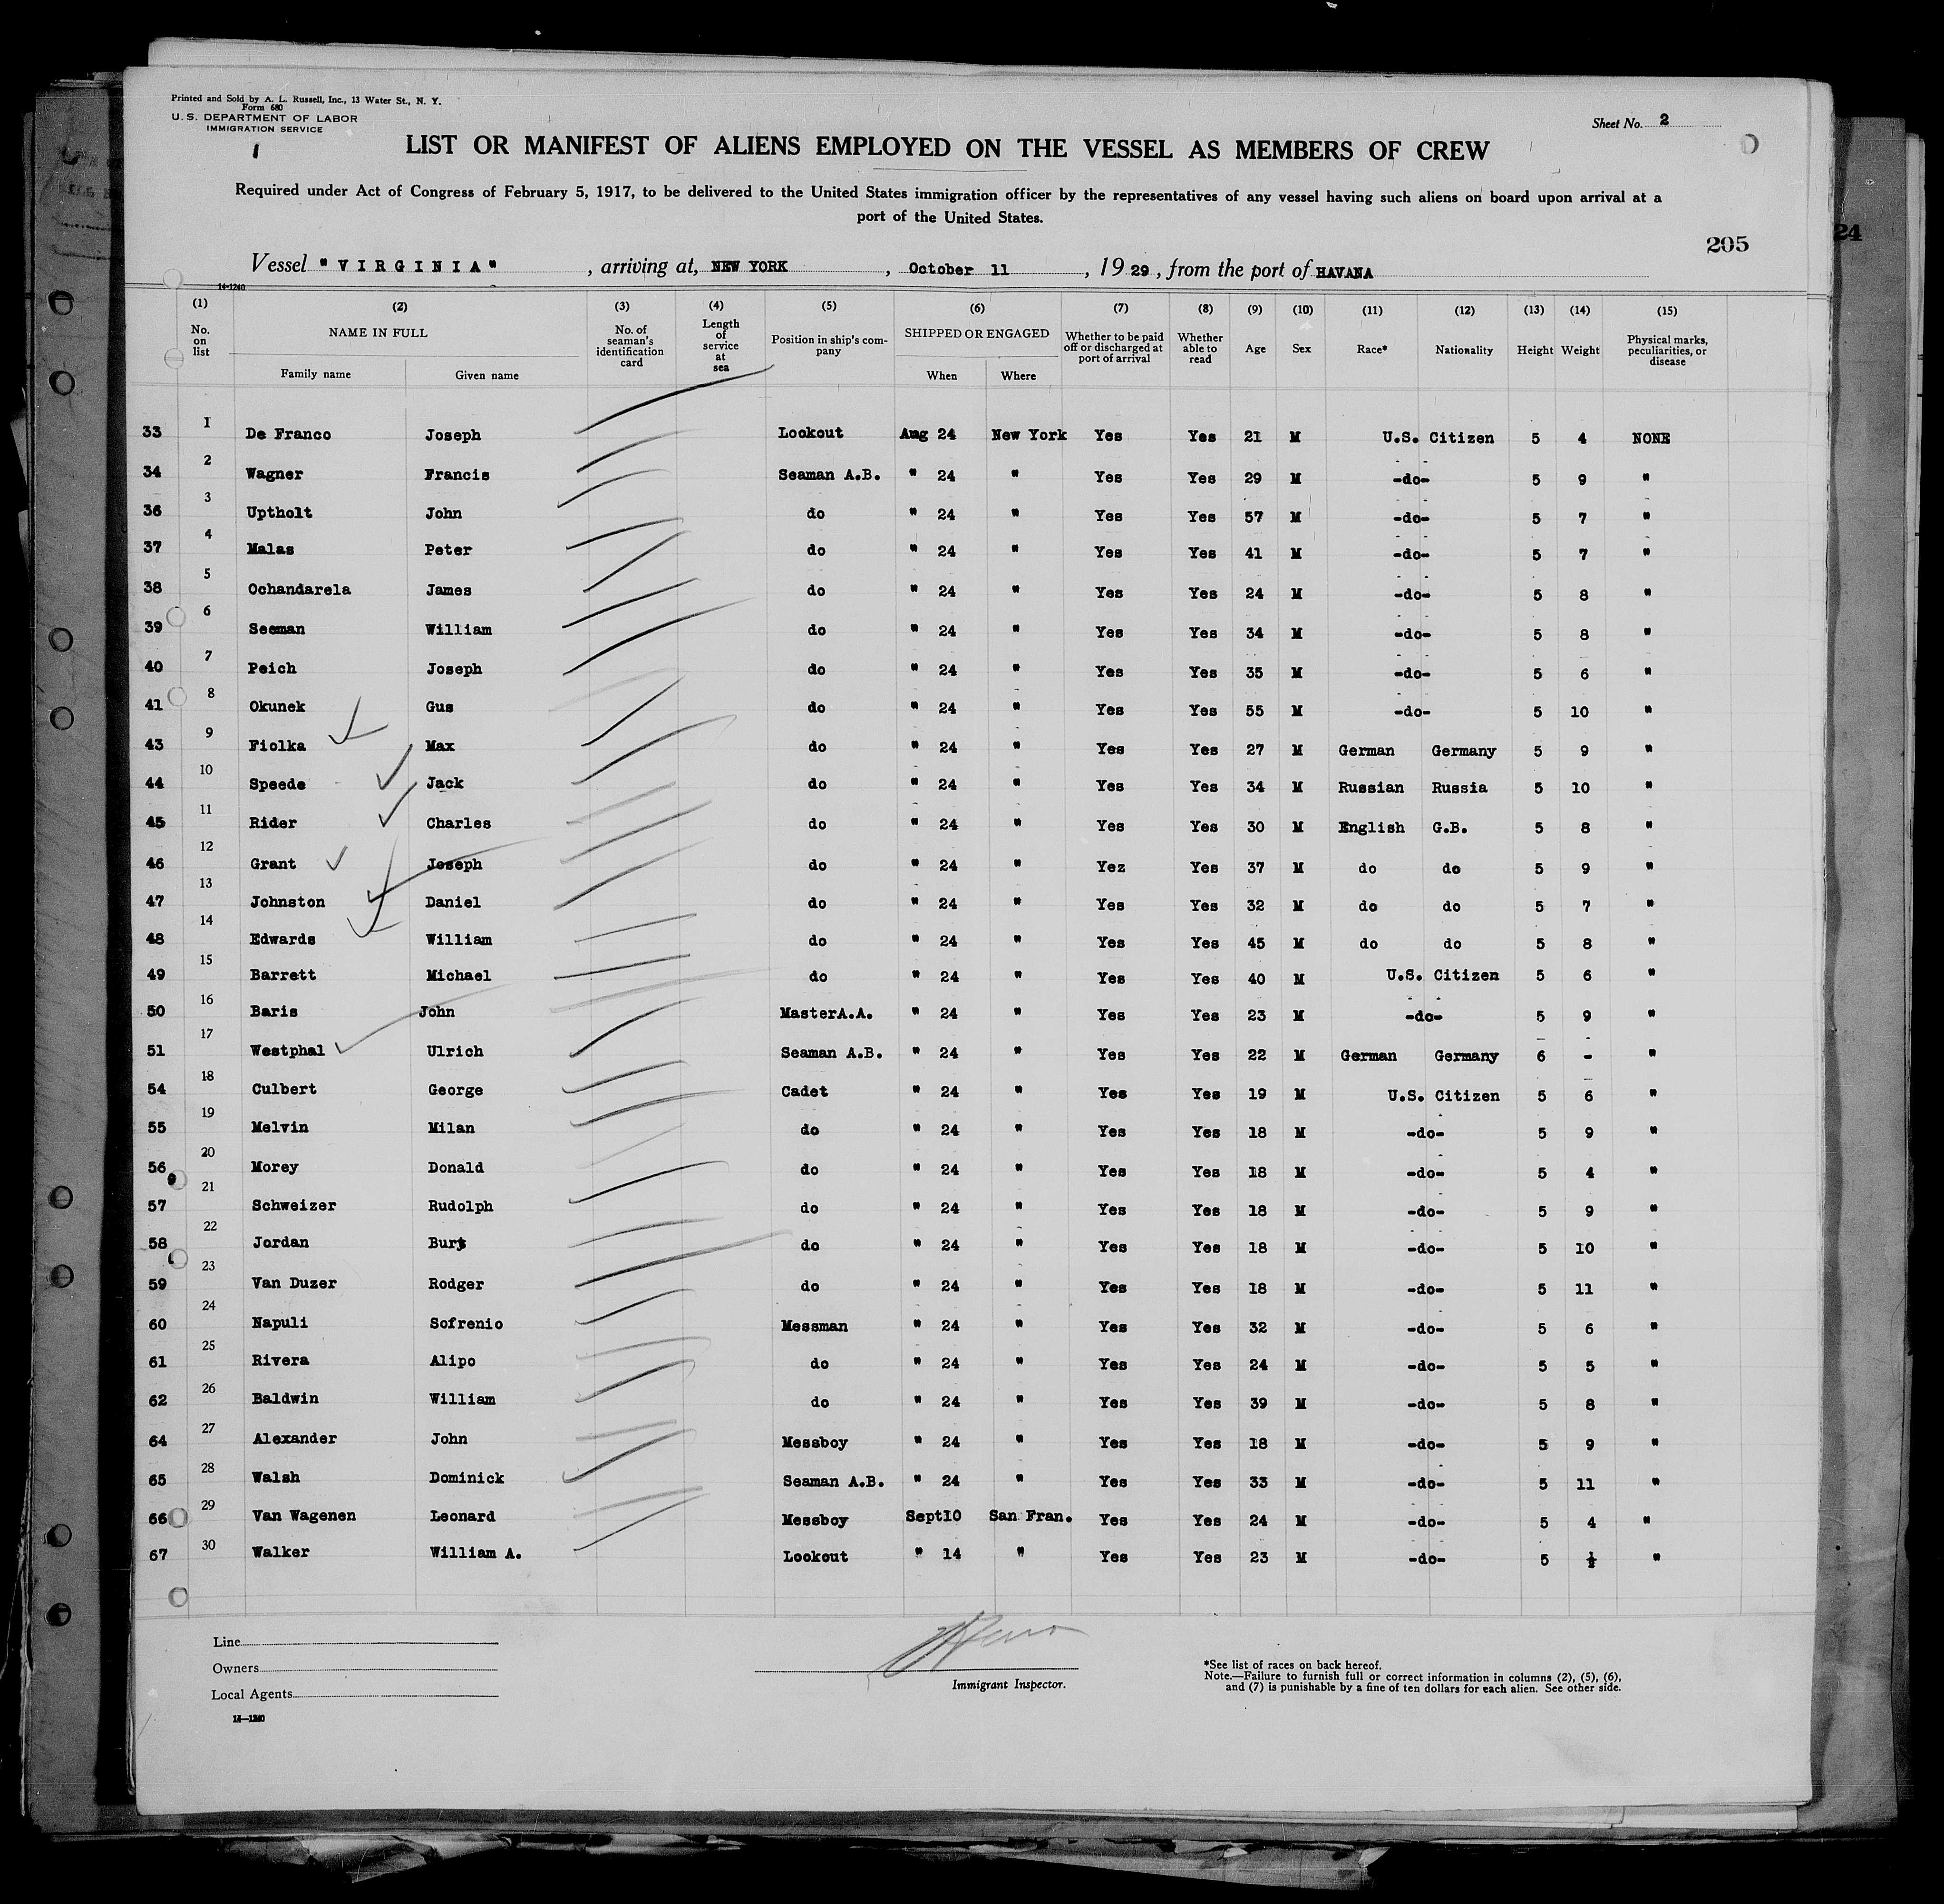 Printed and Sold by A. L. Russell, Inc., 13 Water St., N. Y.
Form 680
U. S. DEPARTMENT OF LABOR
IMMIGRATION SERVICE
Sheet No. 2
LIST OR MANIFEST OF ALIENS EMPLOYED ON THE VESSEL AS MEMBERS OF CREW
Required under Act of Congress of February 5, 1917, to be delivered to the United States immigration officer by the representatives of any vessel having such aliens on board upon arrival at a
port of the United States.
205
24
Vessel "VIRGINIA", arriving at, NEW YORK, October 11, 1929, from the port of HAVANA
14-1240
(1) (2) (3) (4) (5) (6) (7) (8) (9) (10) (11) (12) (13) (14) (15)
No. on list NAME IN FULL No. of seaman's identification card Length of service at sea Position in ship's company SHIPPED OR ENGAGED Whether to be paid off or discharged at port of arrival Whether able to read Age Sex Race* Nationality Height Weight Physical marks, peculiarities, or disease
Family name Given name When Where
33 1 De Franco Joseph Lookout Aug 24 New York Yes Yes 21 M U.S. Citizen 5 4 NONE
34 2 Wagner Francis Seaman A.B. " 24 " Yes Yes 29 M -do- 5 9 "
36 3 Uptholt John do " 24 " Yes Yes 57 M -do- 5 7 "
37 4 Malas Peter do " 24 " Yes Yes 41 M -do- 5 7 "
38 5 Ochandarela James do " 24 " Yes Yes 24 M -do- 5 8 "
39 6 Seeman William do " 24 " Yes Yes 34 M -do- 5 8 "
40 7 Peich Joseph do " 24 " Yes Yes 35 M -do- 5 6 "
41 8 Okunek Gus do " 24 " Yes Yes 55 M -do- 5 10 "
43 9 Fiolka Max do " 24 " Yes Yes 27 M German Germany 5 9 "
44 10 Speede Jack do " 24 " Yes Yes 34 M Russian Russia 5 10 "
45 11 Rider Charles do " 24 " Yes Yes 30 M English G.B. 5 8 "
46 12 Grant Joseph do " 24 " Yez Yes 37 M do do 5 9 "
47 13 Johnston Daniel do " 24 " Yes Yes 32 M do do 5 7 "
48 14 Edwards William do " 24 " Yes Yes 45 M do do 5 8 "
49 15 Barrett Michael do " 24 " Yes Yes 40 M U.S. Citizen 5 6 "
50 16 Baris John MasterA.A. " 24 " Yes Yes 23 M -do- 5 9 "
51 17 Westphal Ulrich Seaman A.B. " 24 " Yes Yes 22 M German Germany 6 - "
54 18 Culbert George Cadet " 24 " Yes Yes 19 M U.S. Citizen 5 6 "
55 19 Melvin Milan do " 24 " Yes Yes 18 M -do- 5 9 "
56 20 Morey Donald do " 24 " Yes Yes 18 M -do- 5 4 "
57 21 Schweizer Rudolph do " 24 " Yes Yes 18 M -do- 5 9 "
58 22 Jordan Burt do " 24 " Yes Yes 18 M -do- 5 10 "
59 23 Van Duzer Rodger do " 24 " Yes Yes 18 M -do- 5 11 "
60 24 Napuli Sofrenio Messman " 24 " Yes Yes 32 M -do- 5 6 "
61 25 Rivera Alipo do " 24 " Yes Yes 24 M -do- 5 5 "
62 26 Baldwin William do " 24 " Yes Yes 39 M -do- 5 8 "
64 27 Alexander John Messboy " 24 " Yes Yes 18 M -do- 5 9 "
65 28 Walsh Dominick Seaman A.B. " 24 " Yes Yes 33 M -do- 5 11 "
66 29 Van Wagenen Leonard Messboy Sept10 San Fran. Yes Yes 24 M -do- 5 4 "
67 30 Walker William A. Lookout " 14 " Yes Yes 23 M -do- 5 ½ "
Line
Owners
Local Agents
14-1240
Immigrant Inspector.
*See list of races on back hereof.
Note.—Failure to furnish full or correct information in columns (2), (5), (6),
and (7) is punishable by a fine of ten dollars for each alien. See other side.